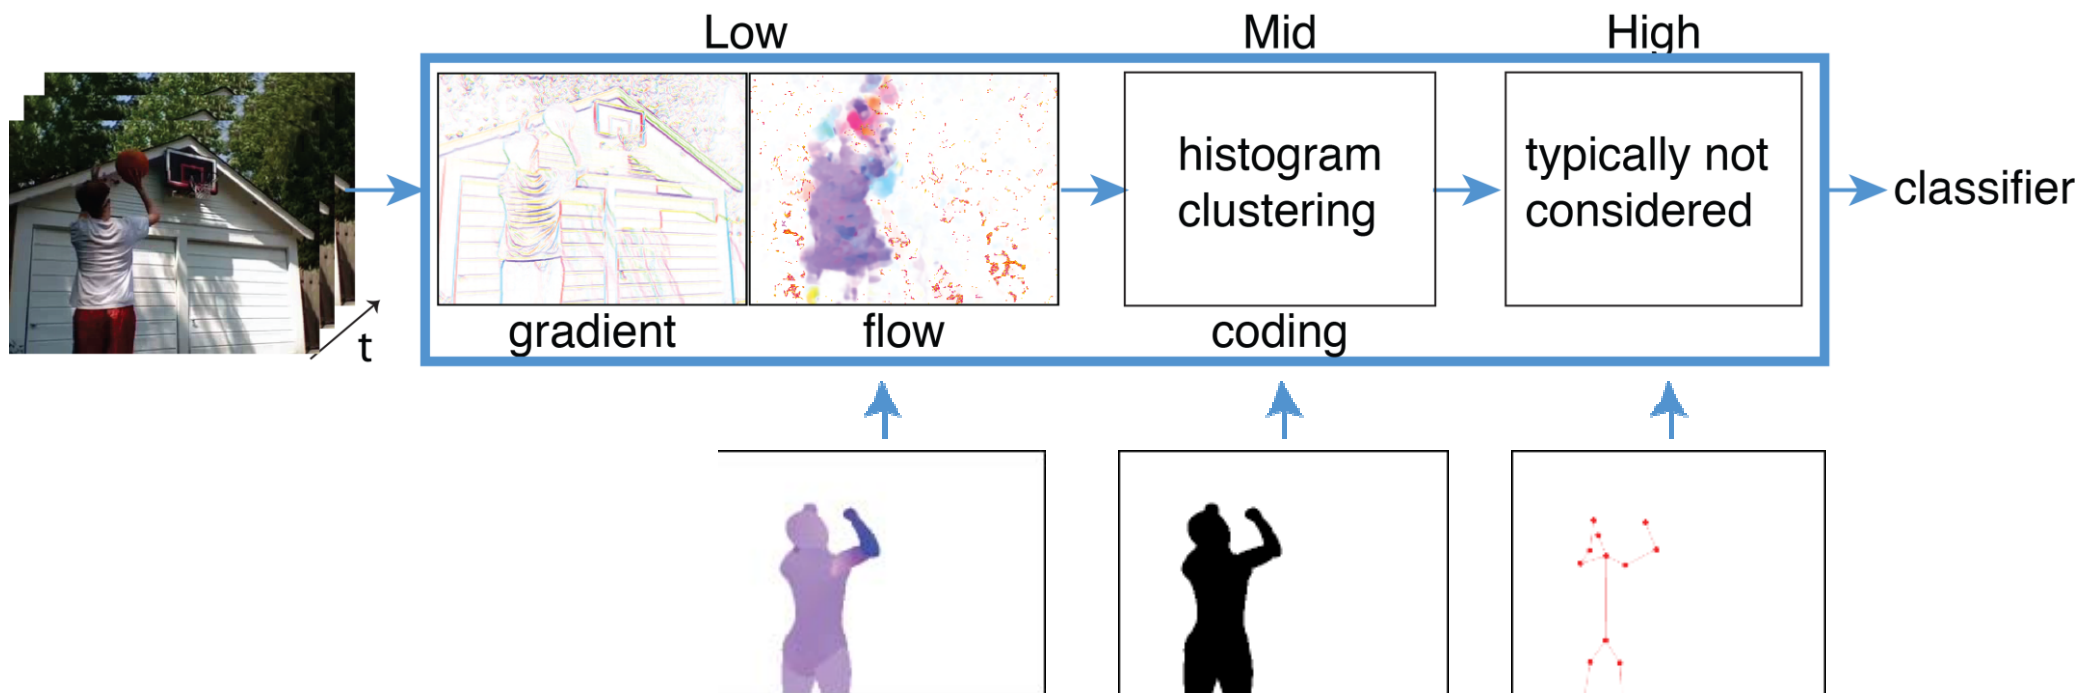 Low
Mid
High
histogram
clustering
typically not
considered
classifier
t
gradient
flow
coding